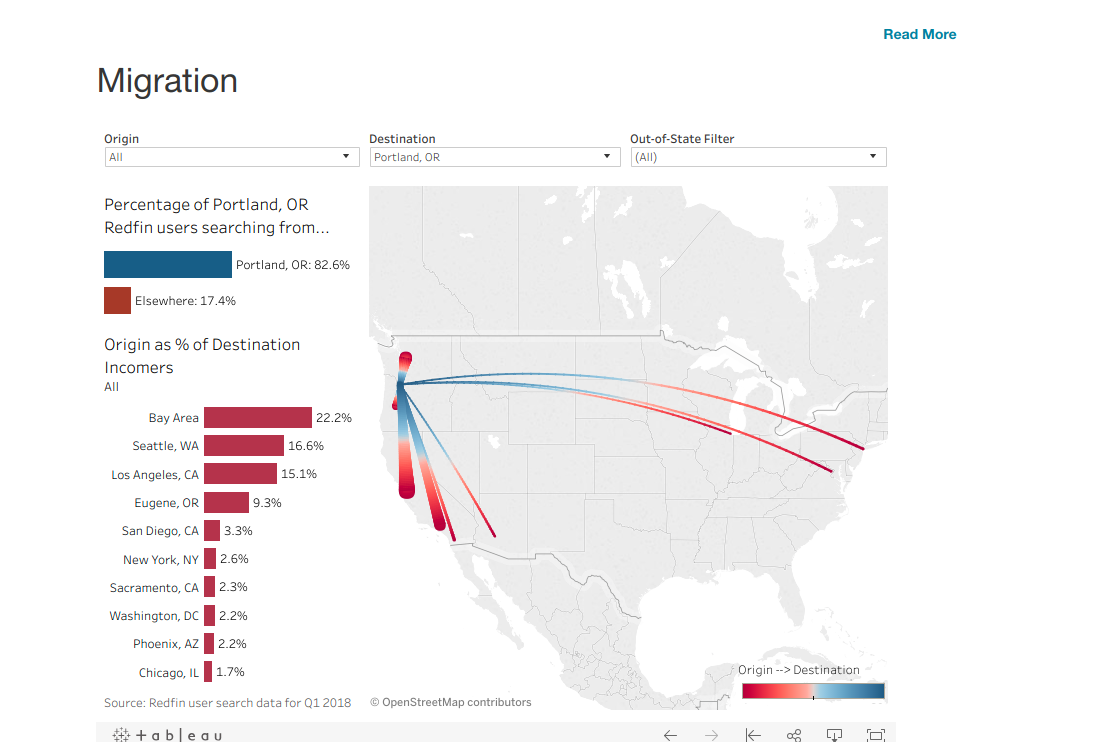 Read More
Migration
Origin
All
Destination
Portland, OR
Out-of-State Filter
(All)
Percentage of Portland, OR
Redfin users searching from...
Portland, OR: 82.6%
Elsewhere: 17.4%
Origin as % of Destination
Incomers
All
Bay Area 22.2%
Seattle, WA 16.6%
Los Angeles, CA 15.1%
Eugene, OR 9.3%
San Diego, CA 3.3%
New York, NY 2.6%
Sacramento, CA 2.3%
Washington, DC 2.2%
Phoenix, AZ 2.2%
Chicago, IL 1.7%
Origin --> Destination
Source: Redfin user search data for Q1 2018
© OpenStreetMap contributors
+ a b l e a u